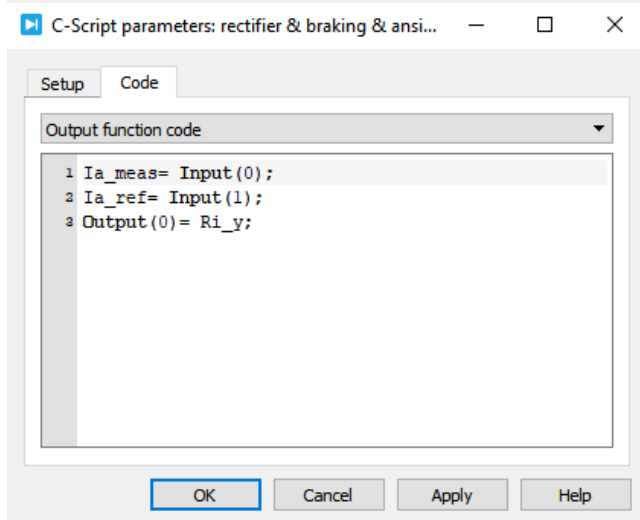 C-Script parameters: rectifier & braking & ansi...
Setup
Code
Output function code
1 Ia_meas= Input(0);
2 Ia_ref= Input(1);
3 Output(0)= Ri_y;
OK
Cancel
Apply
Help